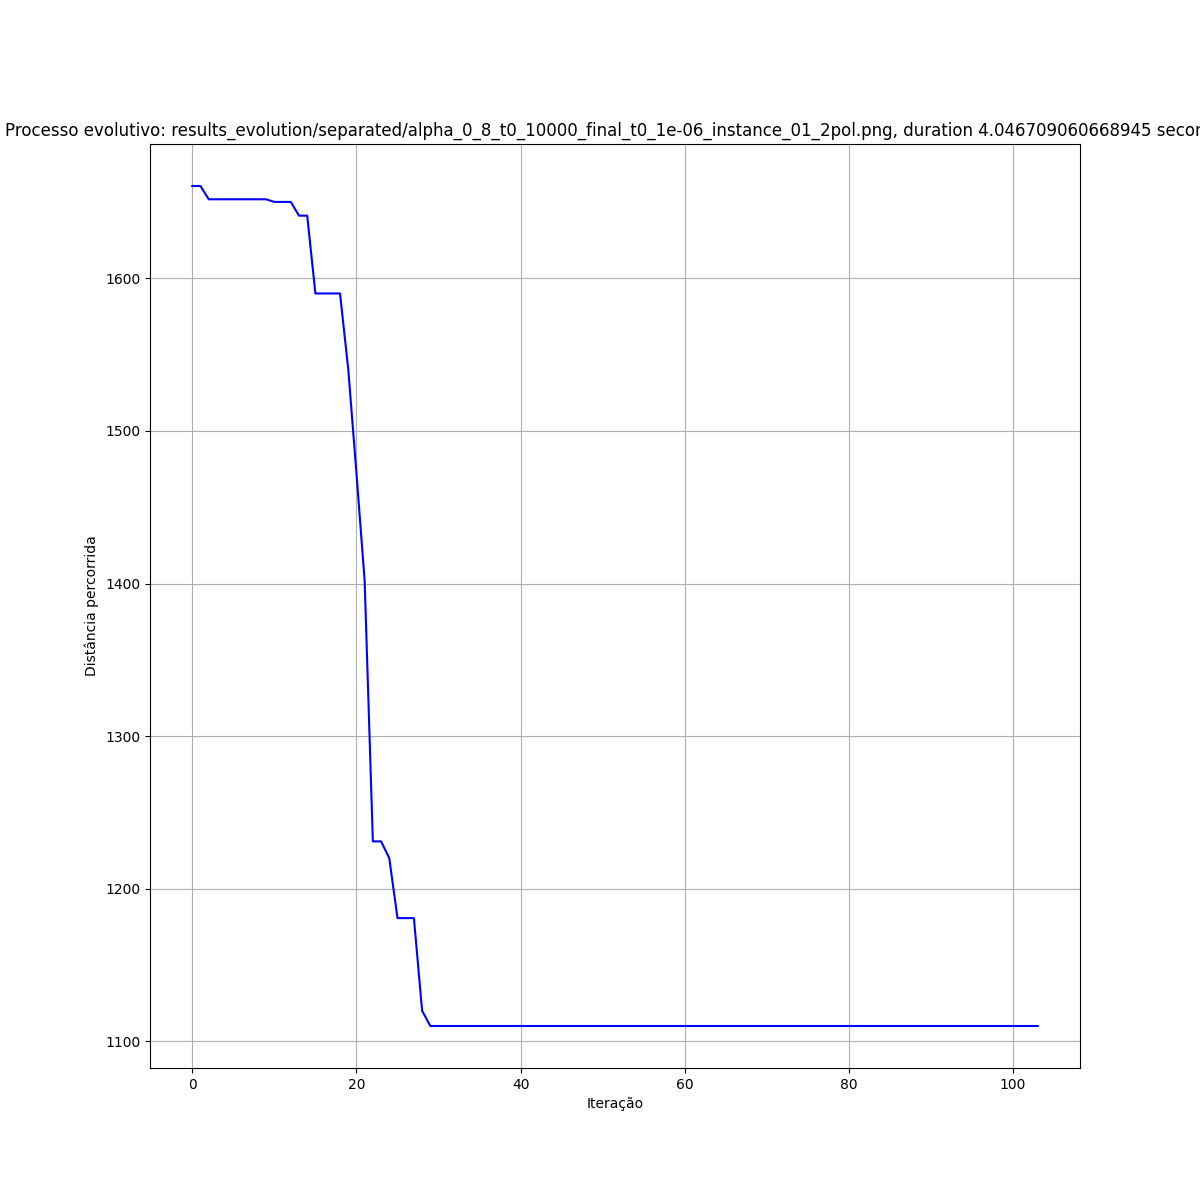 Processo evolutivo: results_evolution/separated/alpha_0_8_t0_10000_final_t0_1e-06_instance_01_2pol.png, duration 4.046709060668945
1600
1500
1400
1300
1200
1100
Distância percorrida
0 20 40 60 80 100
Iteração